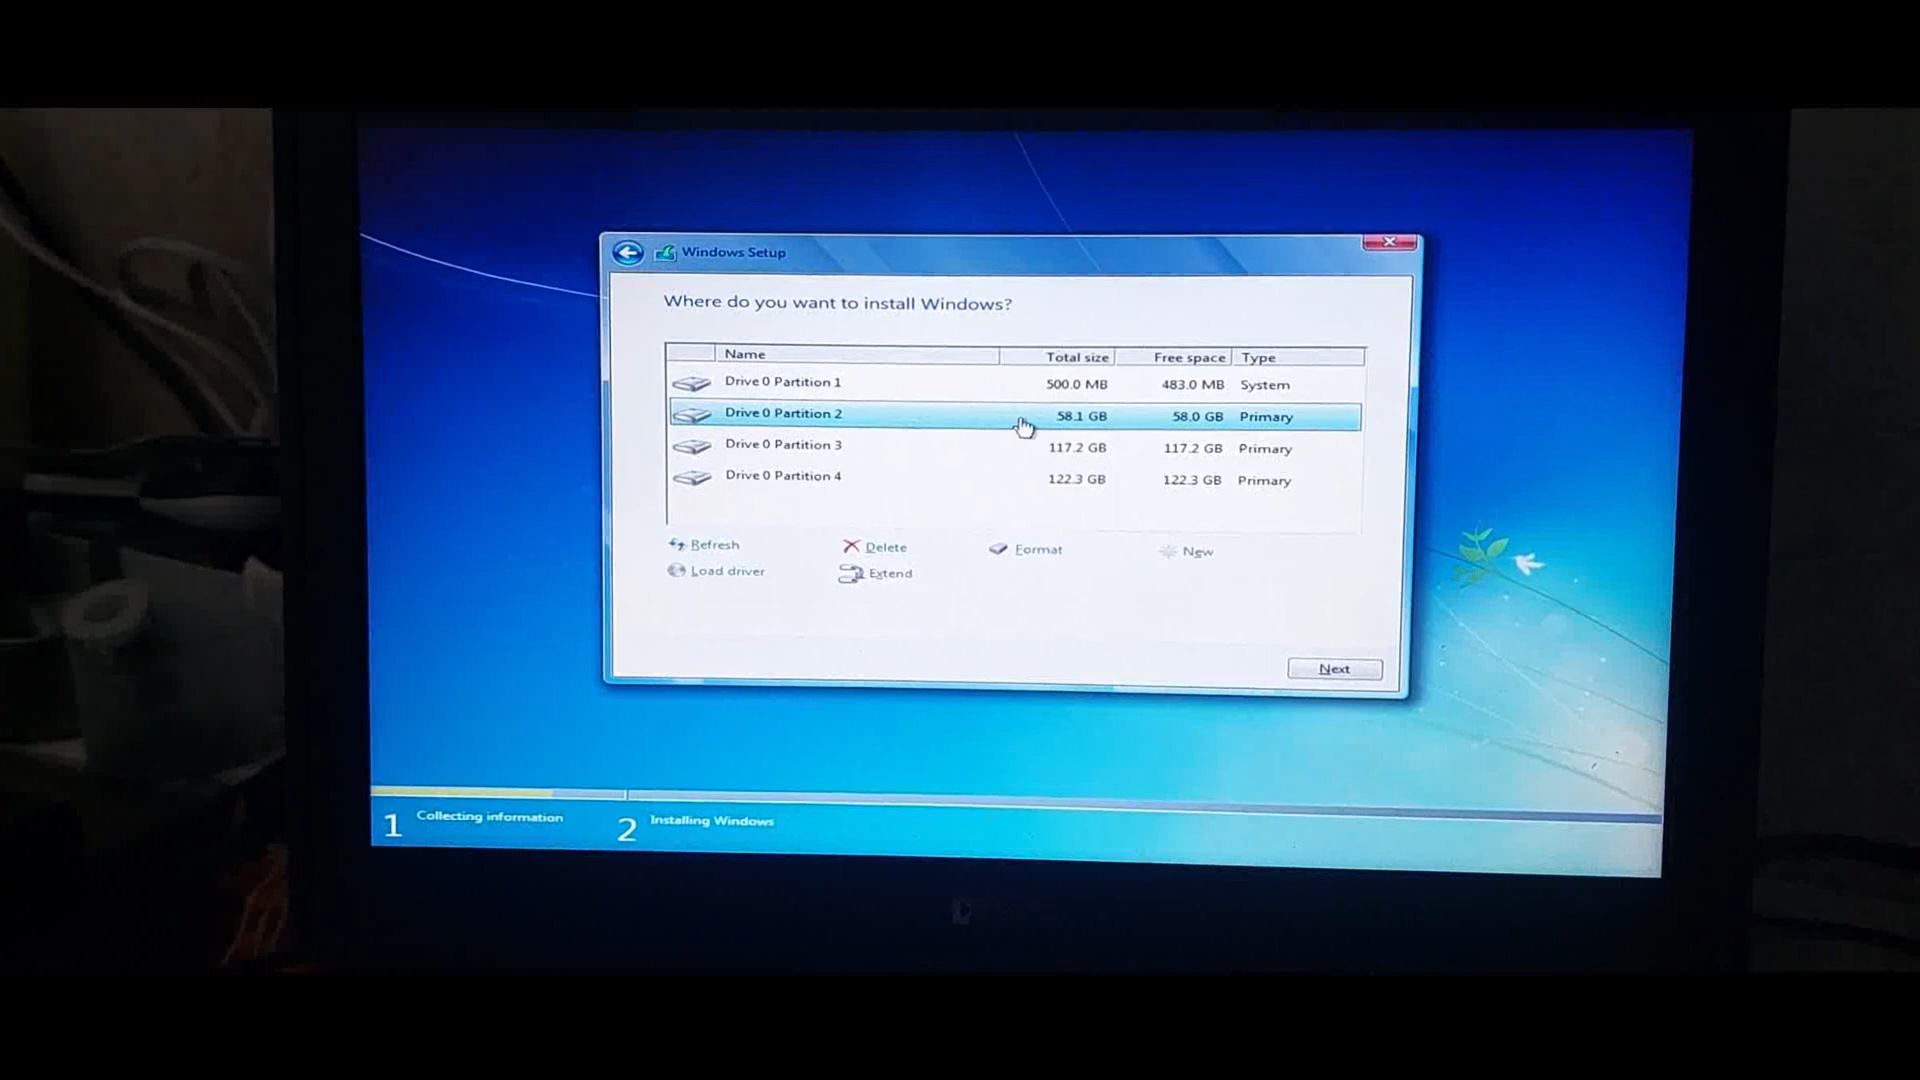 Windows Setup
Where do you want to install Windows?
Name Total size Free space Type
Drive 0 Partition 1 500.0 MB 483.0 MB System
Drive 0 Partition 2 58.1 GB 58.0 GB Primary
Drive 0 Partition 3 117.2 GB 117.2 GB Primary
Drive 0 Partition 4 122.3 GB 122.3 GB Primary
Refresh Delete Format New
Load driver Extend
Next
1 Collecting information 2 Installing Windows